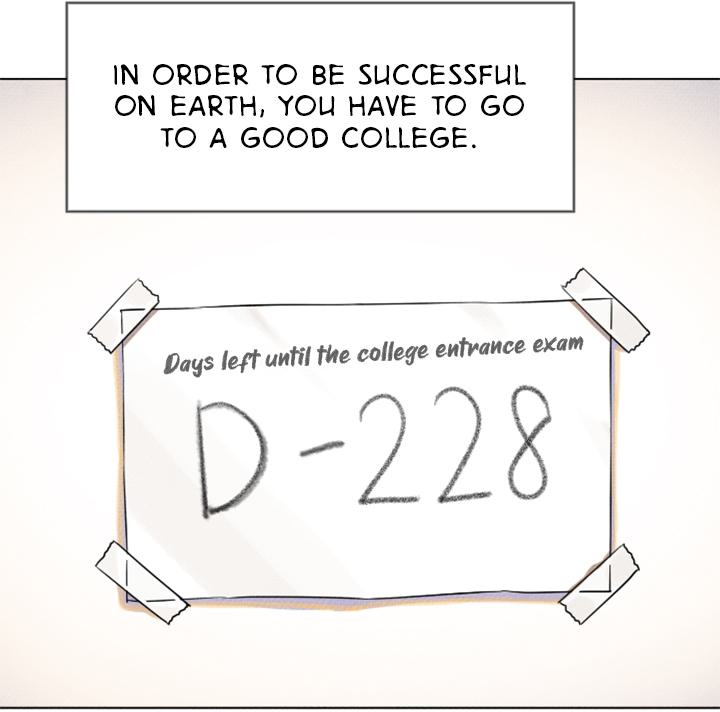 IN ORDER TO BE SUCCESSFUL
ON EARTH, YOU HAVE TO GO
TO A GOOD COLLEGE.
Days left until the college entrance exam
D-228